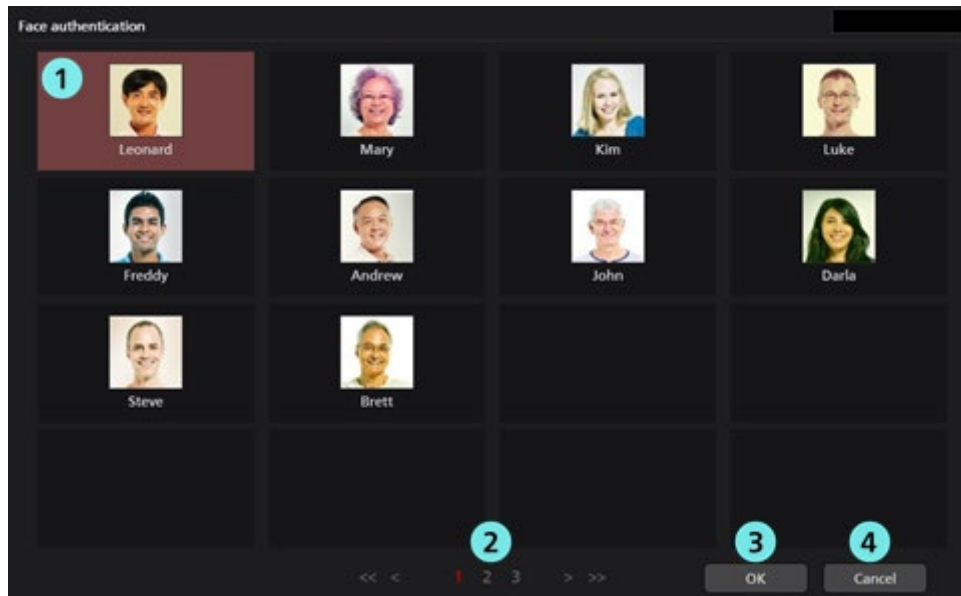 Face authentication
1
Leonard
Mary
Kim
Luke
Freddy
Andrew
John
Darla
Steve
Brett
2
3
4
<< < 1 2 3 > >>
OK
Cancel